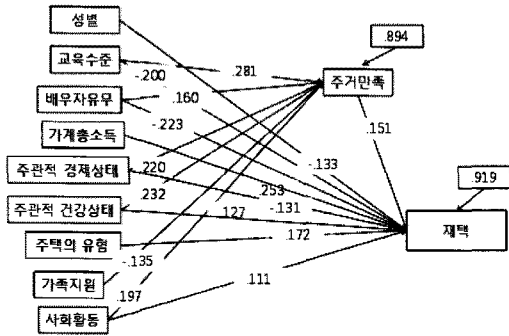 성별
.894
교육수준
-.200
.281
주거만족
배우자유무
.160
-.223
.151
가계총소득
-.133
주관적 경제상태
.220
.253
.919
-.131
주관적 건강상태
.232
.127
재택
.172
주택의 유형
-.135
가족지원
.111
.197
사회활동